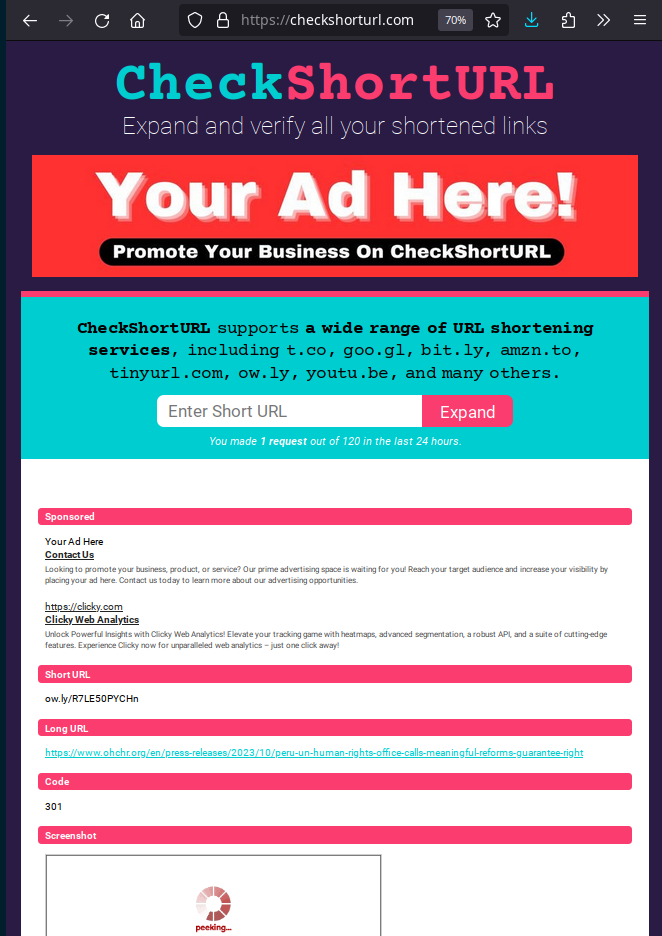 https://checkshorturl.com 70%
CheckShortURL
Expand and verify all your shortened links
Your Ad Here!
Promote Your Business On CheckShortURL
CheckShortURL supports a wide range of URL shortening
services, including t.co, goo.gl, bit.ly, amzn.to,
tinyurl.com, ow.ly, youtu.be, and many others.
Enter Short URL Expand
You made 1 request out of 120 in the last 24 hours.
Sponsored
Your Ad Here
Contact Us
Looking to promote your business, product, or service? Our prime advertising space is waiting for you! Reach your target audience and increase your visibility by
placing your ad here. Contact us today to learn more about our advertising opportunities.
https://clicky.com
Clicky Web Analytics
Unlock Powerful Insights with Clicky Web Analytics! Elevate your tracking game with heatmaps, advanced segmentation, a robust API, and a suite of cutting-edge
features. Experience Clicky now for unparalleled web analytics – just one click away!
Short URL
ow.ly/R7LE50PYCHn
Long URL
https://www.ohchr.org/en/press-releases/2023/10/peru-un-human-rights-office-calls-meaningful-reforms-guarantee-right
Code
301
Screenshot
peeking...